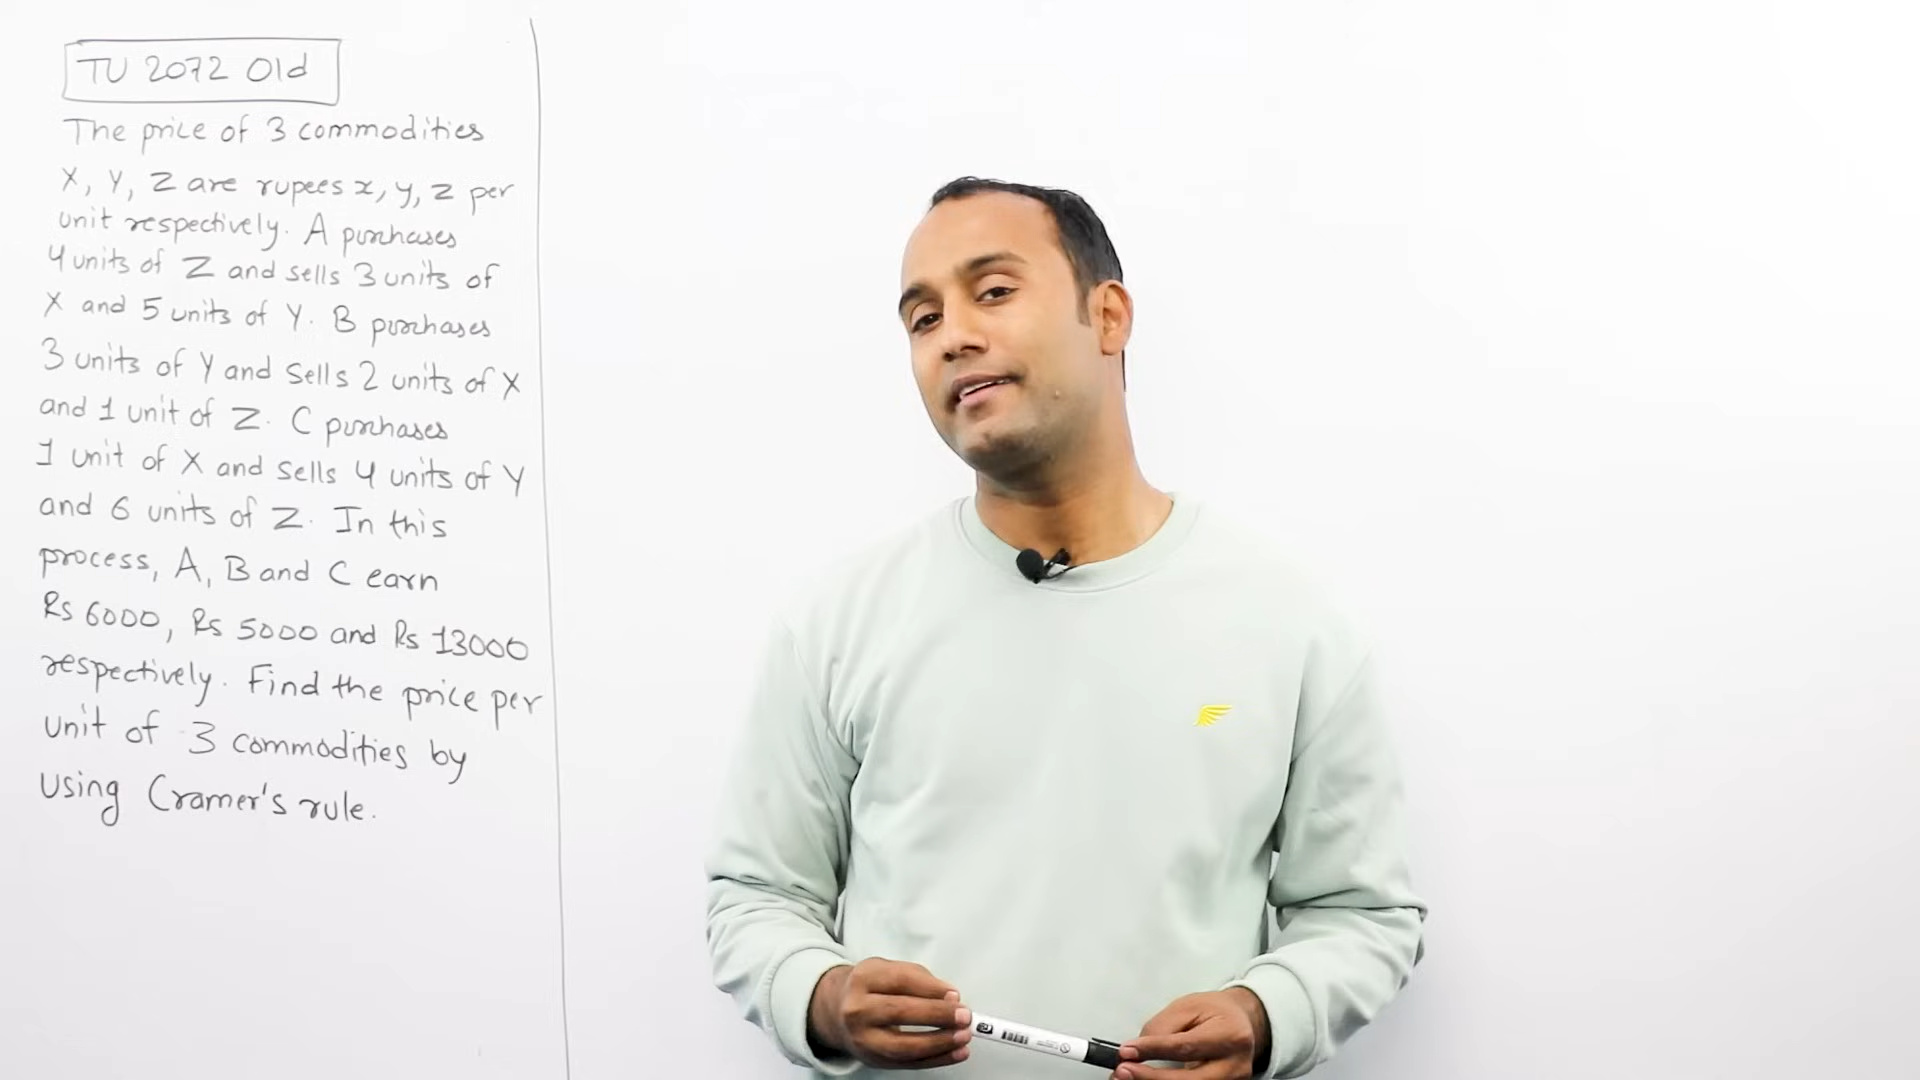 TU 2072 Old
The price of 3 commodities
X, Y, Z are rupees x, y, z per
unit respectively. A purchases
4 units of Z and sells 3 units of
X and 5 units of Y. B purchases
3 units of Y and sells 2 units of X
and 1 unit of Z. C purchases
1 unit of X and sells 4 units of Y
and 6 units of Z. In this
process, A, B and C earn
Rs 6000, Rs 5000 and Rs 13000
respectively. Find the price per
unit of 3 commodities by
using Cramer's rule.